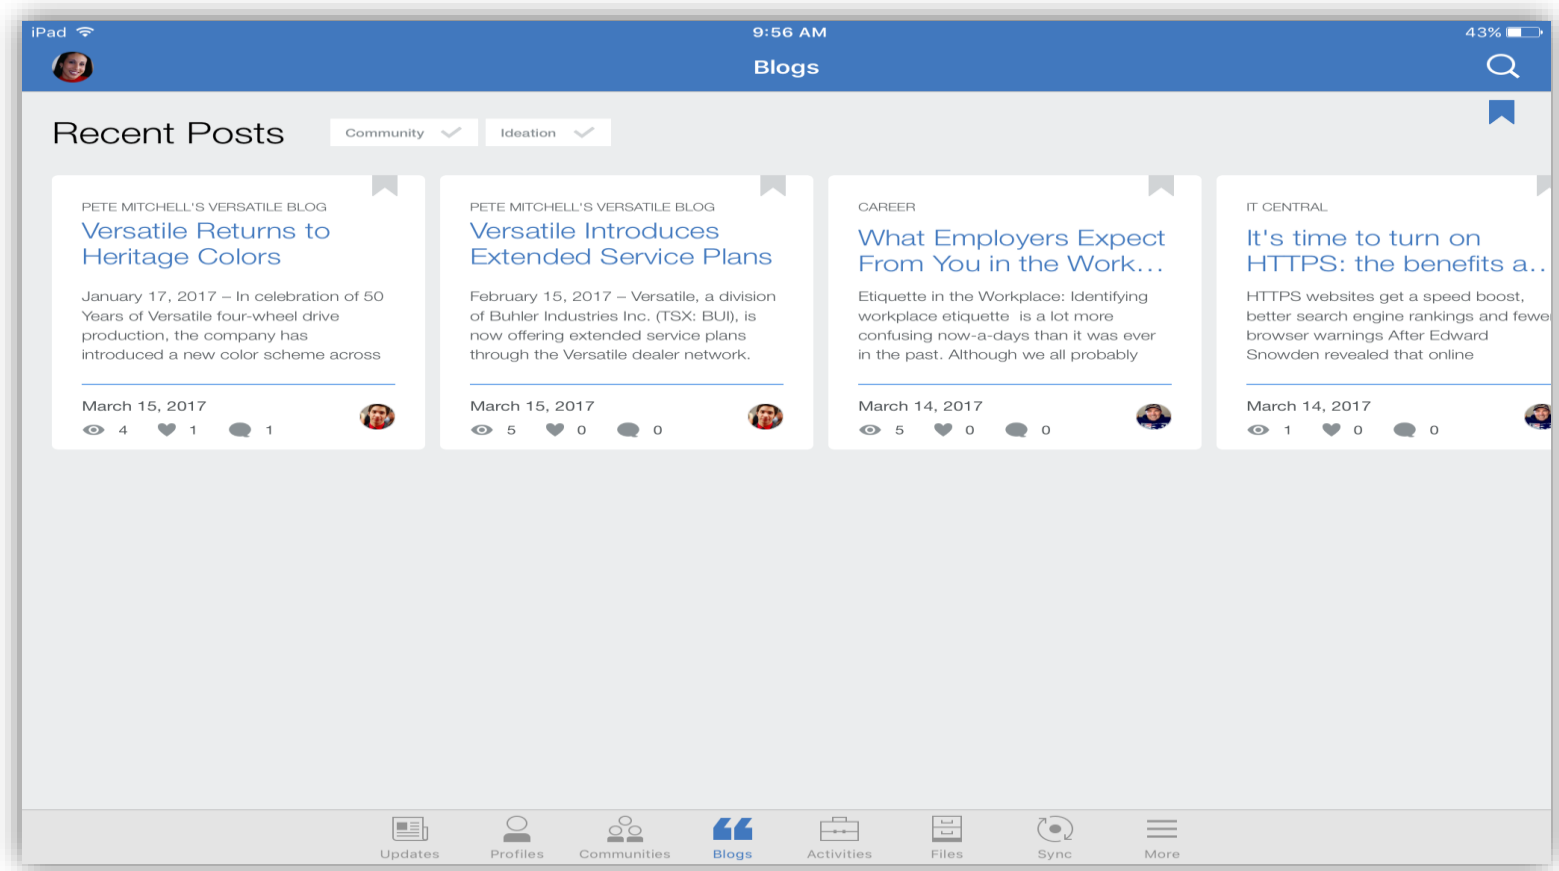 iPad 9:56 AM 43%
Blogs
Recent Posts Community Ideation
PETE MITCHELL'S VERSATILE BLOG
Versatile Returns to
Heritage Colors
January 17, 2017 – In celebration of 50
Years of Versatile four-wheel drive
production, the company has
introduced a new color scheme across
March 15, 2017
4 1 1
PETE MITCHELL'S VERSATILE BLOG
Versatile Introduces
Extended Service Plans
February 15, 2017 – Versatile, a division
of Buhler Industries Inc. (TSX: BUI), is
now offering extended service plans
through the Versatile dealer network.
March 15, 2017
5 0 0
CAREER
What Employers Expect
From You in the Work...
Etiquette in the Workplace: Identifying
workplace etiquette is a lot more
confusing now-a-days than it was ever
in the past. Although we all probably
March 14, 2017
5 0 0
IT CENTRAL
It's time to turn on
HTTPS: the benefits a..
HTTPS websites get a speed boost,
better search engine rankings and fewe
browser warnings After Edward
Snowden revealed that online
March 14, 2017
1 0 0
Updates Profiles Communities Blogs Activities Files Sync More